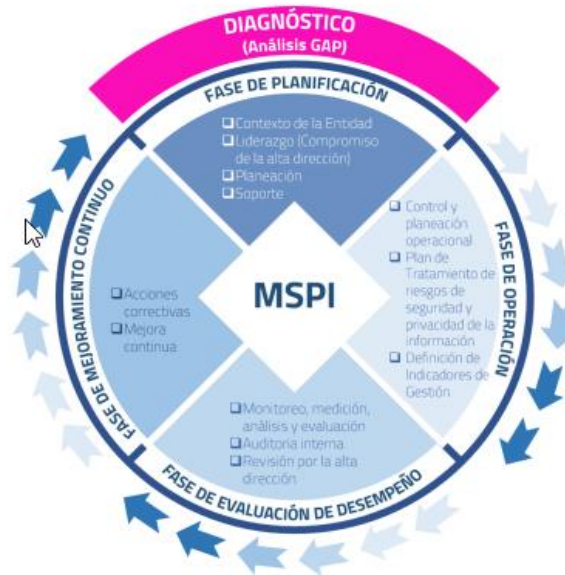 DIAGNÓSTICO
(Análisis GAP)
FASE DE PLANIFICACIÓN
❑Contexto de la Entidad
❑Liderazgo (Compromiso
de la alta dirección)
❑Planeación
❑Soporte
❑ Control y
planeación
operacional
❑ Plan de
Tratamiento de
riesgos de
seguridad y
privacidad de la
información
❑ Definición de
Indicadores de
Gestión
FASE DE OPERACIÓN
MSPI
❑Acciones
correctivas
❑Mejora
continua
FASE DE MEJORAMIENTO CONTINUO
❑Monitoreo, medición,
análisis y evaluación
❑Auditoria interna
❑Revisión por la alta
dirección
FASE DE EVALUACIÓN DE DESEMPEÑO